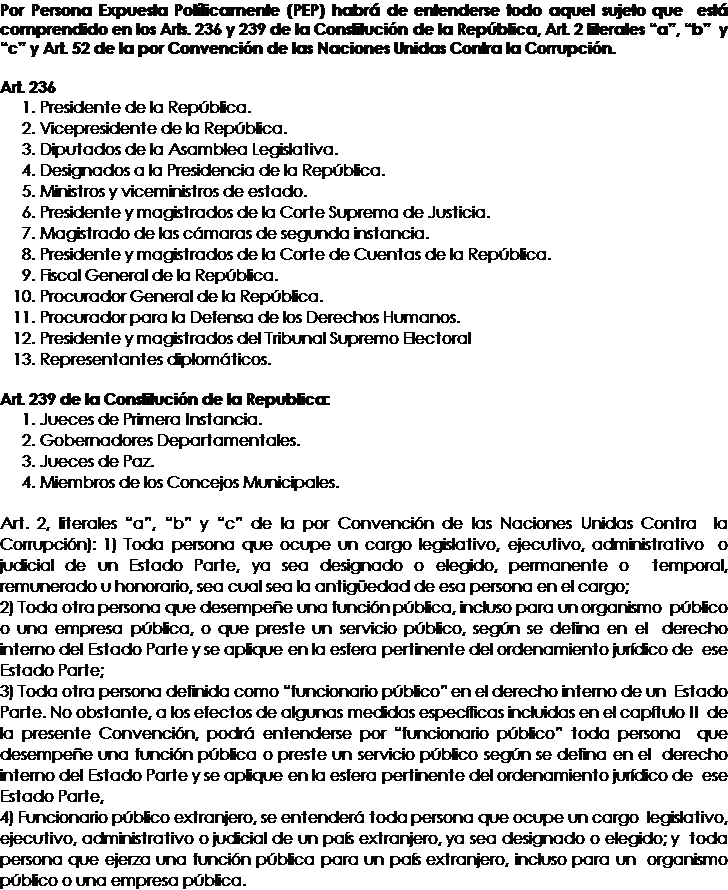 Por Persona Expuesta Políticamente (PEP) habrá de entenderse todo aquel sujeto que está
comprendido en los Arts. 236 y 239 de la Constitución de la República, Art. 2 literales “a”, “b” y
“c” y Art. 52 de la por Convención de las Naciones Unidas Contra la Corrupción.
Art. 236
1. Presidente de la República.
2. Vicepresidente de la República.
3. Diputados de la Asamblea Legislativa.
4. Designados a la Presidencia de la República.
5. Ministros y viceministros de estado.
6. Presidente y magistrados de la Corte Suprema de Justicia.
7. Magistrado de las cámaras de segunda instancia.
8. Presidente y magistrados de la Corte de Cuentas de la República.
9. Fiscal General de la República.
10. Procurador General de la República.
11. Procurador para la Defensa de los Derechos Humanos.
12. Presidente y magistrados del Tribunal Supremo Electoral
13. Representantes diplomáticos.
Art. 239 de la Constitución de la Republica:
1. Jueces de Primera Instancia.
2. Gobernadores Departamentales.
3. Jueces de Paz.
4. Miembros de los Concejos Municipales.
Art. 2, literales “a”, “b” y “c” de la por Convención de las Naciones Unidas Contra la
Corrupción): 1) Toda persona que ocupe un cargo legislativo, ejecutivo, administrativo o
judicial de un Estado Parte, ya sea designado o elegido, permanente o temporal,
remunerado u honorario, sea cual sea la antigüedad de esa persona en el cargo;
2) Toda otra persona que desempeñe una función pública, incluso para un organismo público
o una empresa pública, o que preste un servicio público, según se defina en el derecho
interno del Estado Parte y se aplique en la esfera pertinente del ordenamiento jurídico de ese
Estado Parte;
3) Toda otra persona definida como “funcionario público” en el derecho interno de un Estado
Parte. No obstante, a los efectos de algunas medidas específicas incluidas en el capítulo II de
la presente Convención, podrá entenderse por “funcionario público” toda persona que
desempeñe una función pública o preste un servicio público según se defina en el derecho
interno del Estado Parte y se aplique en la esfera pertinente del ordenamiento jurídico de ese
Estado Parte,
4) Funcionario público extranjero, se entenderá toda persona que ocupe un cargo legislativo,
ejecutivo, administrativo o judicial de un país extranjero, ya sea designado o elegido; y toda
persona que ejerza una función pública para un país extranjero, incluso para un organismo
público o una empresa pública.